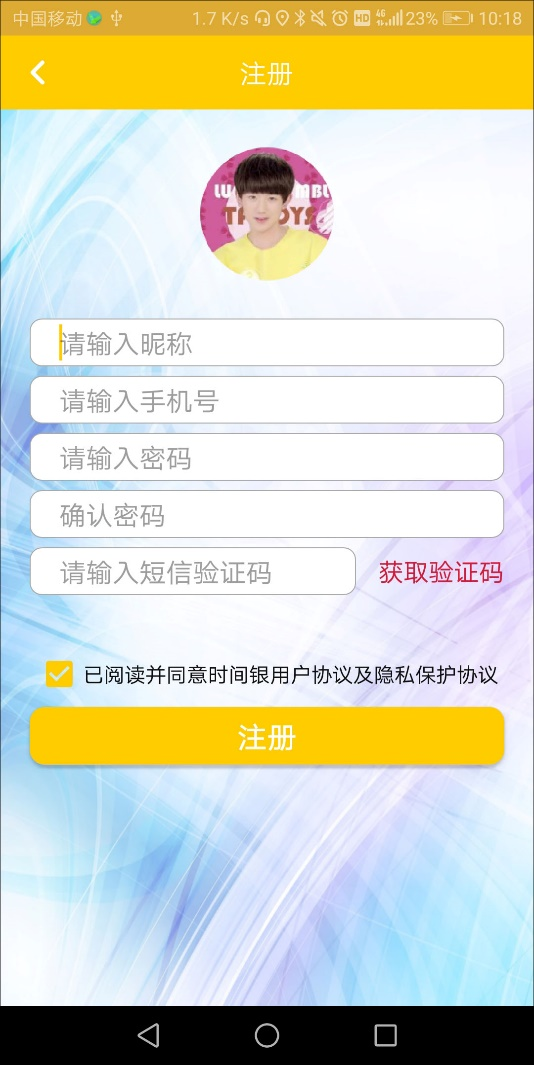 中国移动 1.7 K/s HD 4G 23% 10:18
注册
请输入昵称
请输入手机号
请输入密码
确认密码
请输入短信验证码 获取验证码
已阅读并同意时间银用户协议及隐私保护协议
注册